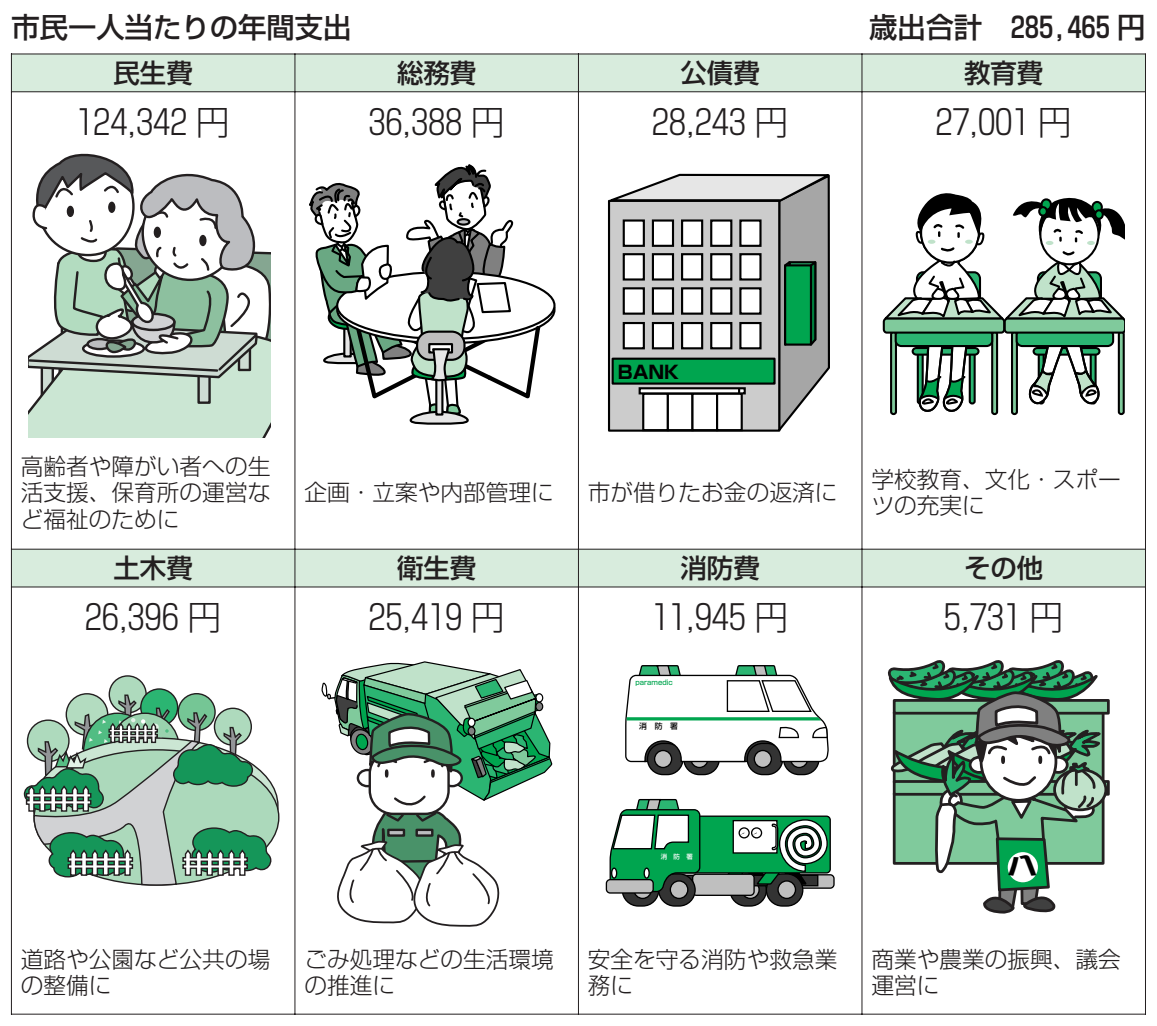 市民一人当たりの年間支出
歳出合計　285,465 円
民生費
124,342 円
高齢者や障がい者への生
活支援、保育所の運営な
ど福祉のために
総務費
36,388 円
企画・立案や内部管理に
公債費
28,243 円
BANK
市が借りたお金の返済に
教育費
27,001 円
学校教育、文化・スポー
ツの充実に
土木費
26,396 円
道路や公園など公共の場
の整備に
衛生費
25,419 円
ごみ処理などの生活環境
の推進に
消防費
11,945 円
paramedic
消防署
消防署
安全を守る消防や救急業
務に
その他
5,731 円
八
商業や農業の振興、議会
運営に